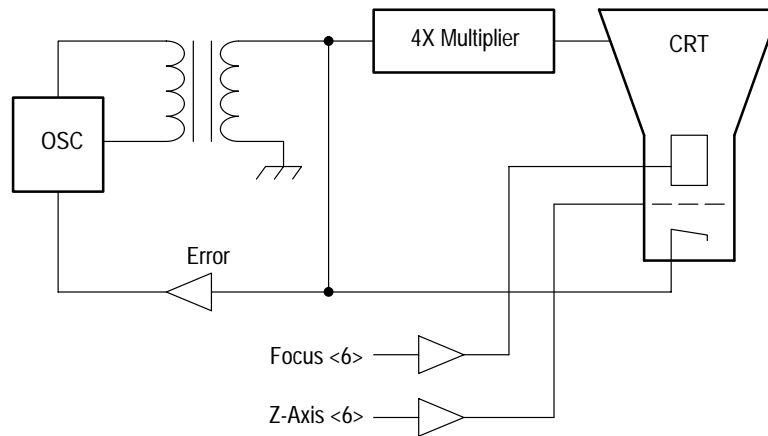 4X Multiplier
CRT
OSC
Error
Focus <6>
Z-Axis <6>